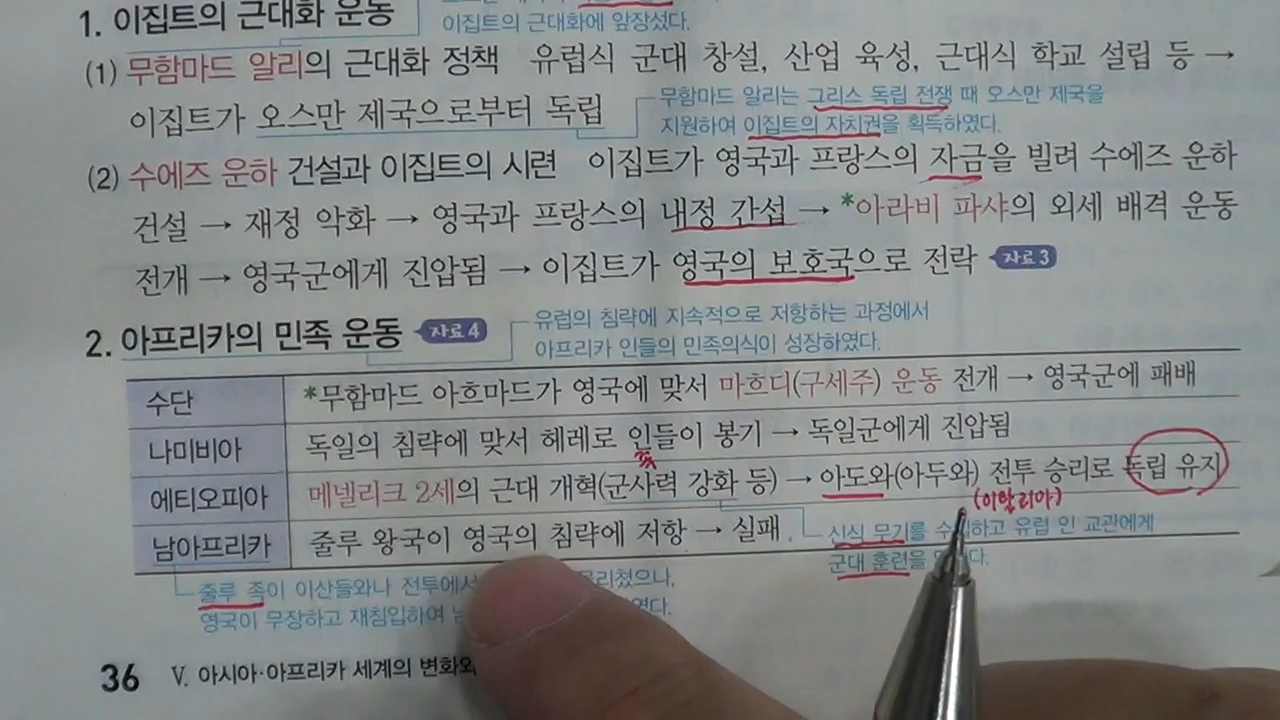 1. 이집트의 근대화 운동
이집트의 근대화에 앞장섰다.
(1) 무함마드 알리의 근대화 정책 유럽식 군대 창설, 산업 육성, 근대식 학교 설립 등 →
이집트가 오스만 제국으로부터 독립
무함마드 알리는 그리스 독립 전쟁 때 오스만 제국을
지원하여 이집트의 자치권을 획득하였다.
(2) 수에즈 운하 건설과 이집트의 시련 이집트가 영국과 프랑스의 자금을 빌려 수에즈 운하
건설 → 재정 악화 → 영국과 프랑스의 내정 간섭 → *아라비 파샤의 외세 배격 운동
전개 → 영국군에게 진압됨 → 이집트가 영국의 보호국으로 전락 자료 3
2. 아프리카의 민족 운동 자료 4
유럽의 침략에 지속적으로 저항하는 과정에서
아프리카 인들의 민족의식이 성장하였다.
수단 *무함마드 아흐마드가 영국에 맞서 마흐디(구세주) 운동 전개 → 영국군에 패배
나미비아 독일의 침략에 맞서 헤레로 인들이 봉기 → 독일군에게 진압됨
족
에티오피아 메넬리크 2세의 근대 개혁(군사력 강화 등) → 아도와(아두와) 전투 승리로 독립 유지
(이탈리아)
남아프리카 줄루 왕국이 영국의 침략에 저항 → 실패
신식 무기를 하고 유럽 인 교관에게
군대 훈련을
줄루 족이 이산들와나 전투에서
영국이 무장하고 재침입하여
36 V. 아시아·아프리카 세계의 변화와